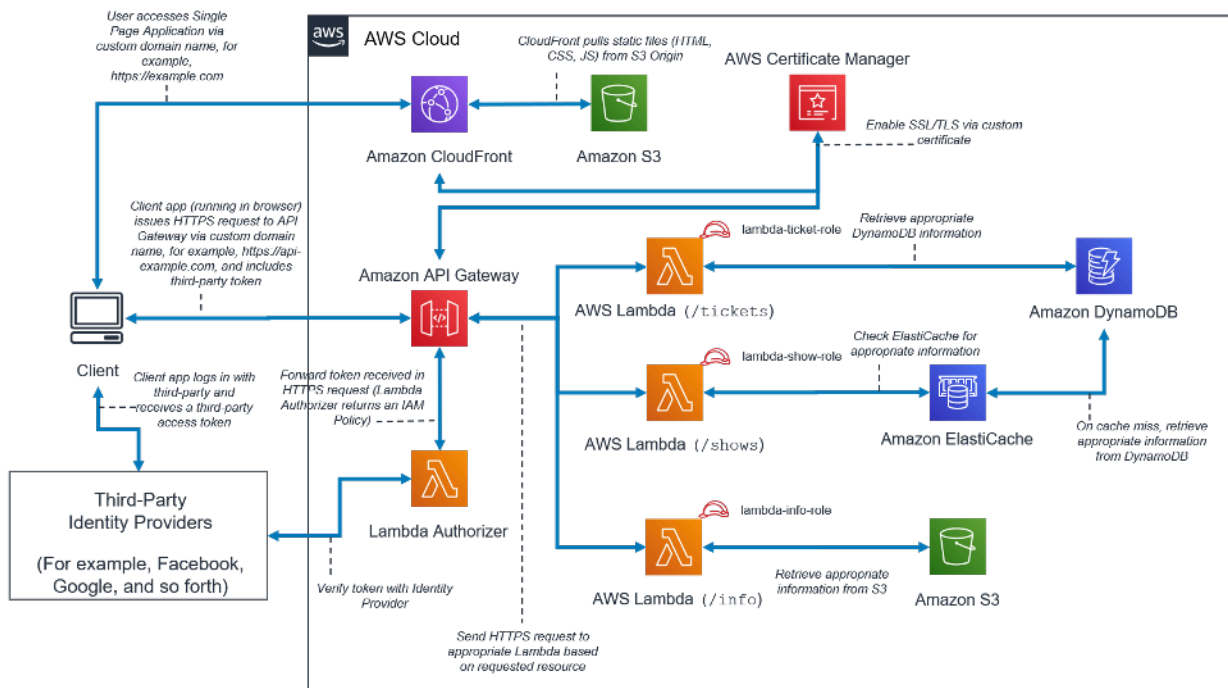 User accesses Single
Page Application via
custom domain name, for
example,
https://example.com
aws
AWS Cloud
CloudFront pulls static files (HTML,
CSS, JS) from S3 Origin
AWS Certificate Manager
Enable SSL/TLS via custom
certificate
Amazon CloudFront
Amazon S3
Client app (running in browser)
issues HTTPS request to API
Gateway via custom domain
name, for example, https://api-
example.com, and includes
third-party token
Amazon API Gateway
lambda-ticket-role
Retrieve appropriate
DynamoDB information
AWS Lambda (/tickets)
Amazon DynamoDB
Client
Client app logs in with
third-party and
receives a third-party
access token
Forward token received in
HTTPS request (Lambda
Authorizer returns an IAM
Policy)
lambda-show-role
Check ElastiCache for
appropriate information
AWS Lambda (/shows)
Amazon ElastiCache
On cache miss, retrieve
appropriate information
from DynamoDB
Third-Party
Identity Providers
(For example, Facebook,
Google, and so forth)
Lambda Authorizer
Verify token with Identity
Provider
lambda-info-role
AWS Lambda (/info)
Retrieve appropriate
information from S3
Amazon S3
Send HTTPS request to
appropriate Lambda based
on requested resource